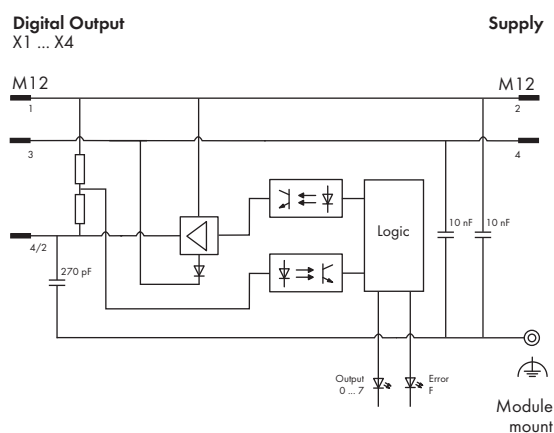 Digital Output
X1 ... X4
Supply
M12
M12
1
2
3
4
10 nF
10 nF
Logic
4/2
270 pF
Output
0 ... 7
Error
F
Module
mount